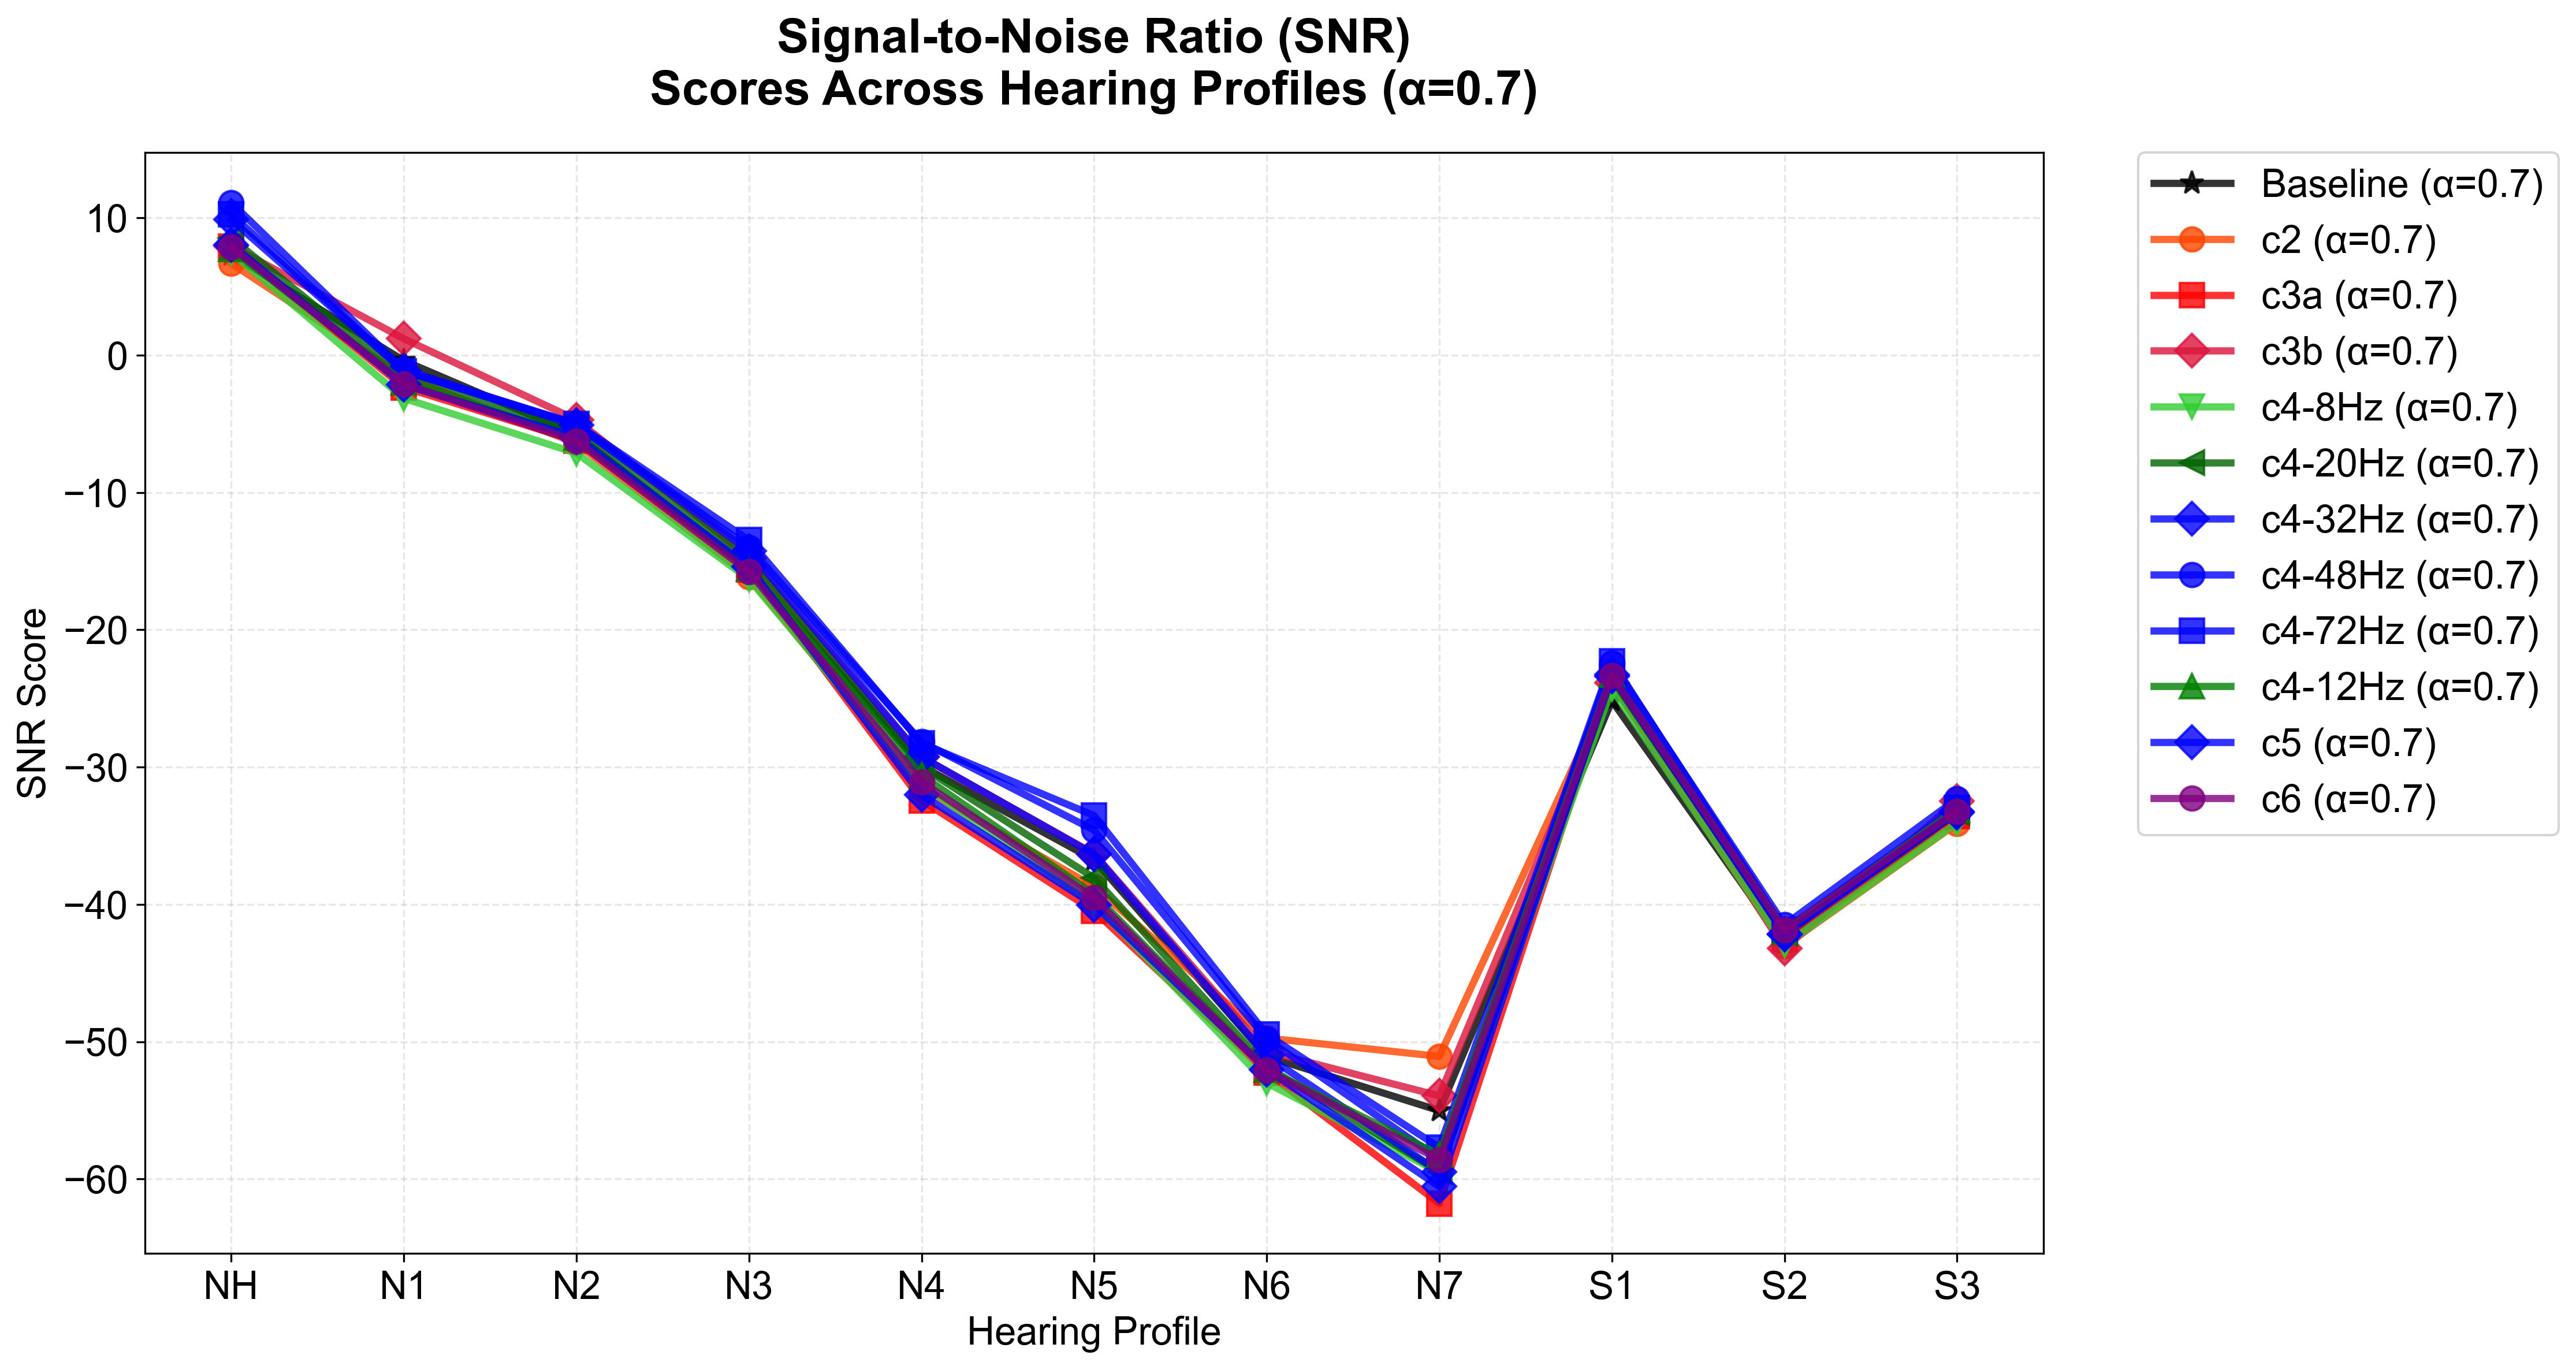 Signal-to-Noise Ratio (SNR)
Scores Across Hearing Profiles (α=0.7)
SNR Score
10
0
−10
−20
−30
−40
−50
−60
NH
N1
N2
N3
N4
N5
N6
N7
S1
S2
S3
Hearing Profile
Baseline (α=0.7)
c2 (α=0.7)
c3a (α=0.7)
c3b (α=0.7)
c4-8Hz (α=0.7)
c4-20Hz (α=0.7)
c4-32Hz (α=0.7)
c4-48Hz (α=0.7)
c4-72Hz (α=0.7)
c4-12Hz (α=0.7)
c5 (α=0.7)
c6 (α=0.7)